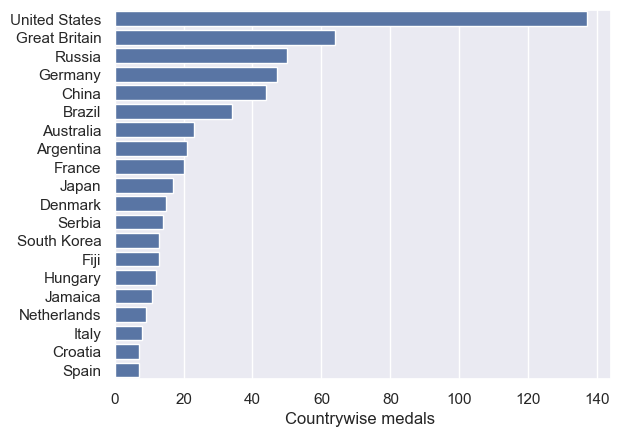 United States
Great Britain
Russia
Germany
China
Brazil
Australia
Argentina
France
Japan
Denmark
Serbia
South Korea
Fiji
Hungary
Jamaica
Netherlands
Italy
Croatia
Spain
0 20 40 60 80 100 120 140
Countrywise medals